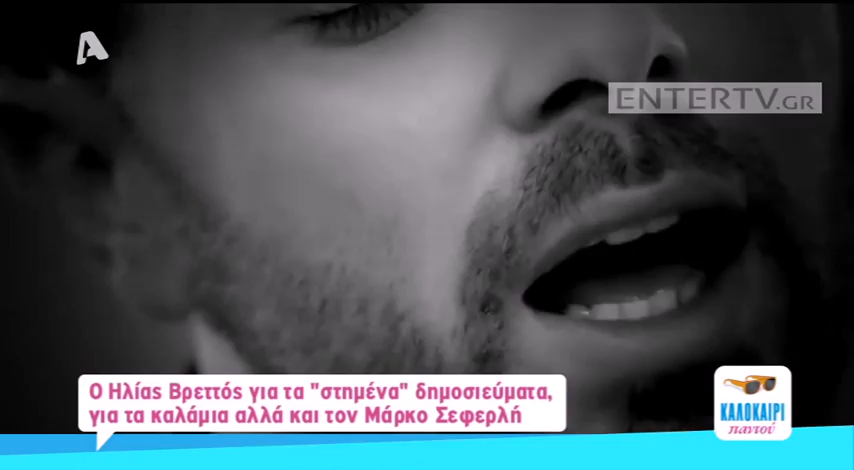 A
ENTERTV.GR
Ο Ηλίας Βρεττός για τα "στημένα" δημοσιεύματα,
για τα καλάμια αλλά και τον Μάρκο Σεφερλή
ΚΑΛΟΚΑΙΡΙ
παντού